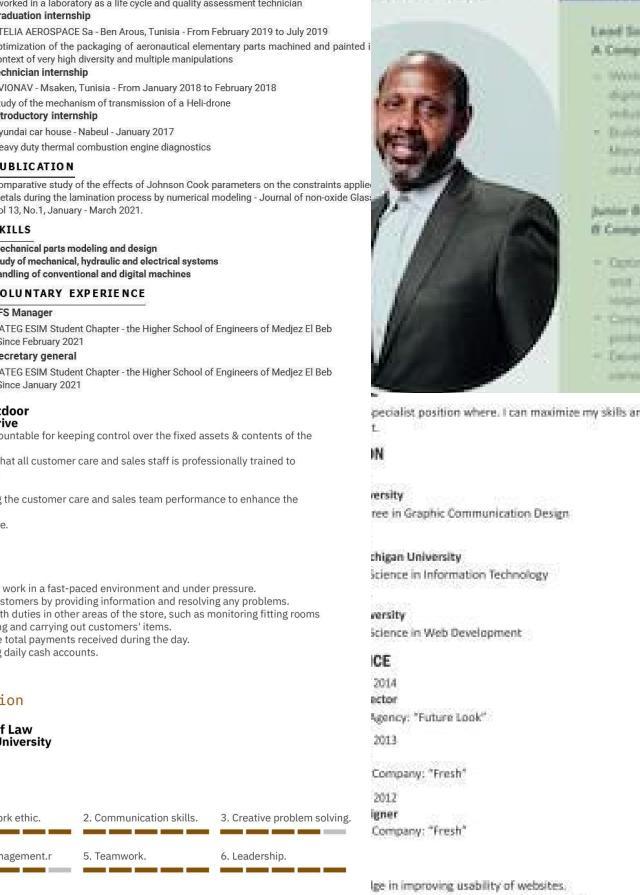 worked in a laboratory as a life cycle and quality assessment technician
raduation internship
TELIA AEROSPACE Sa - Ben Arous, Tunisia - From February 2019 to July 2019
ptimization of the packaging of aeronautical elementary parts machined and painted i
ontext of very high diversity and multiple manipulations
echnician internship
VIONAV - Msaken, Tunisia - From January 2018 to February 2018
tudy of the mechanism of transmission of a Heli-drone
troductory internship
yundai car house - Nabeul - January 2017
eavy duty thermal combustion engine diagnostics
UBLICATION
omparative study of the effects of Johnson Cook parameters on the constraints applie
etals during the lamination process by numerical modeling - Journal of non-oxide Glas
ol 13, No.1, January - March 2021.
KILLS
echanical parts modeling and design
udy of mechanical, hydraulic and electrical systems
andling of conventional and digital machines
OLUNTARY EXPERIENCE
FS Manager
ATEG ESIM Student Chapter - the Higher School of Engineers of Medjez El Beb
Since February 2021
ecretary general
ATEG ESIM Student Chapter - the Higher School of Engineers of Medjez El Beb
Since January 2021
tdoor
rive
ountable for keeping control over the fixed assets & contents of the
hat all customer care and sales staff is professionally trained to
g the customer care and sales team performance to enhance the
e.
work in a fast-paced environment and under pressure.
stomers by providing information and resolving any problems.
th duties in other areas of the store, such as monitoring fitting rooms
ng and carrying out customers' items.
e total payments received during the day.
g daily cash accounts.
ion
f Law
University
ork ethic.
2. Communication skills.
3. Creative problem solving.
nagement.r
5. Teamwork.
6. Leadership.
Lead
A Comp
Junior
B Comp
specialist position where. I can maximize my skills an
t.
ON
versity
ree in Graphic Communication Design
chigan University
Science in Information Technology
versity
Science in Web Development
ICE
2014
ector
Agency: "Future Look"
2013
Company: "Fresh"
2012
igner
Company: "Fresh"
dge in improving usability of websites.